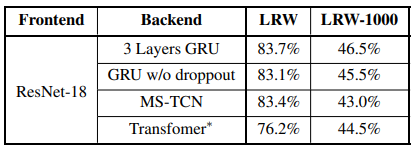 Frontend Backend LRW LRW-1000
3 Layers GRU 83.7% 46.5%
GRU w/o droppout 83.1% 45.5%
ResNet-18
MS-TCN 83.4% 43.0%
Transfomer* 76.2% 44.5%